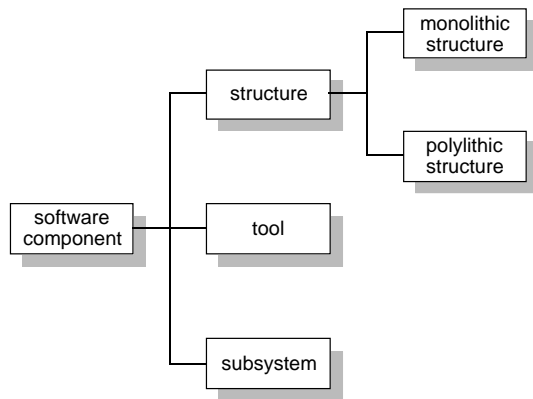 monolithic
structure
structure
polylithic
structure
software
component
tool
subsystem